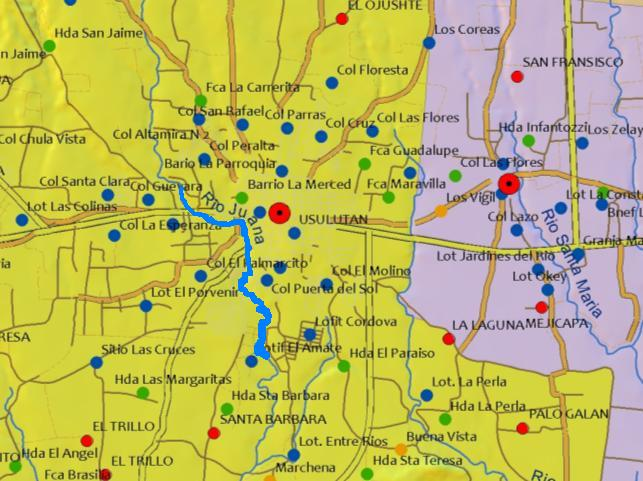 EL OJUSHTE
Hda San Jaime
Los Coreas
n Jaime
SAN FRANSISCO
Col Floresta
Fca La Carrerita
Col San Rafael
Col Parras
Col Cruz
Col Las Flores
Hda Infantozzi
Los Zelay
Col Chula Vista
Col Altamira N 2
Col Peralta
Fca Guadalupe
Bario La Parroquia
Col Las Flores
Col Santa Clara
Col Guevara
Barrio La Merced
Fca Maravilla
Los Vigil
Lot La Consta
Lot Las Colinas
Rio Juana
USULUTAN
Bnef L
Col La Esperanza
Col Lazo
Rio Santa Maria
Granja Ma
ria
Col El Palmarcito
Col El Molino
Lot Jardines del Rio
Lot Okey
Lot El Porvenir
Col Puerta del Sol
Lofit Cordova
LA LAGUNA
MEJICAPA
RESA
Sitio Las Cruces
Lotif El Amate
Hda El Paraiso
Hda Las Margaritas
Hda Sta Barbara
Lot. La Perla
SANTA BARBARA
Hda La Perla
PALO GALAN
EL TRILLO
Lot. Entre Rios
Buena Vista
ITO
Hda El Angel
EL TRILLO
Marchena
Hda Sta Teresa
Fca Brasilia
Rio